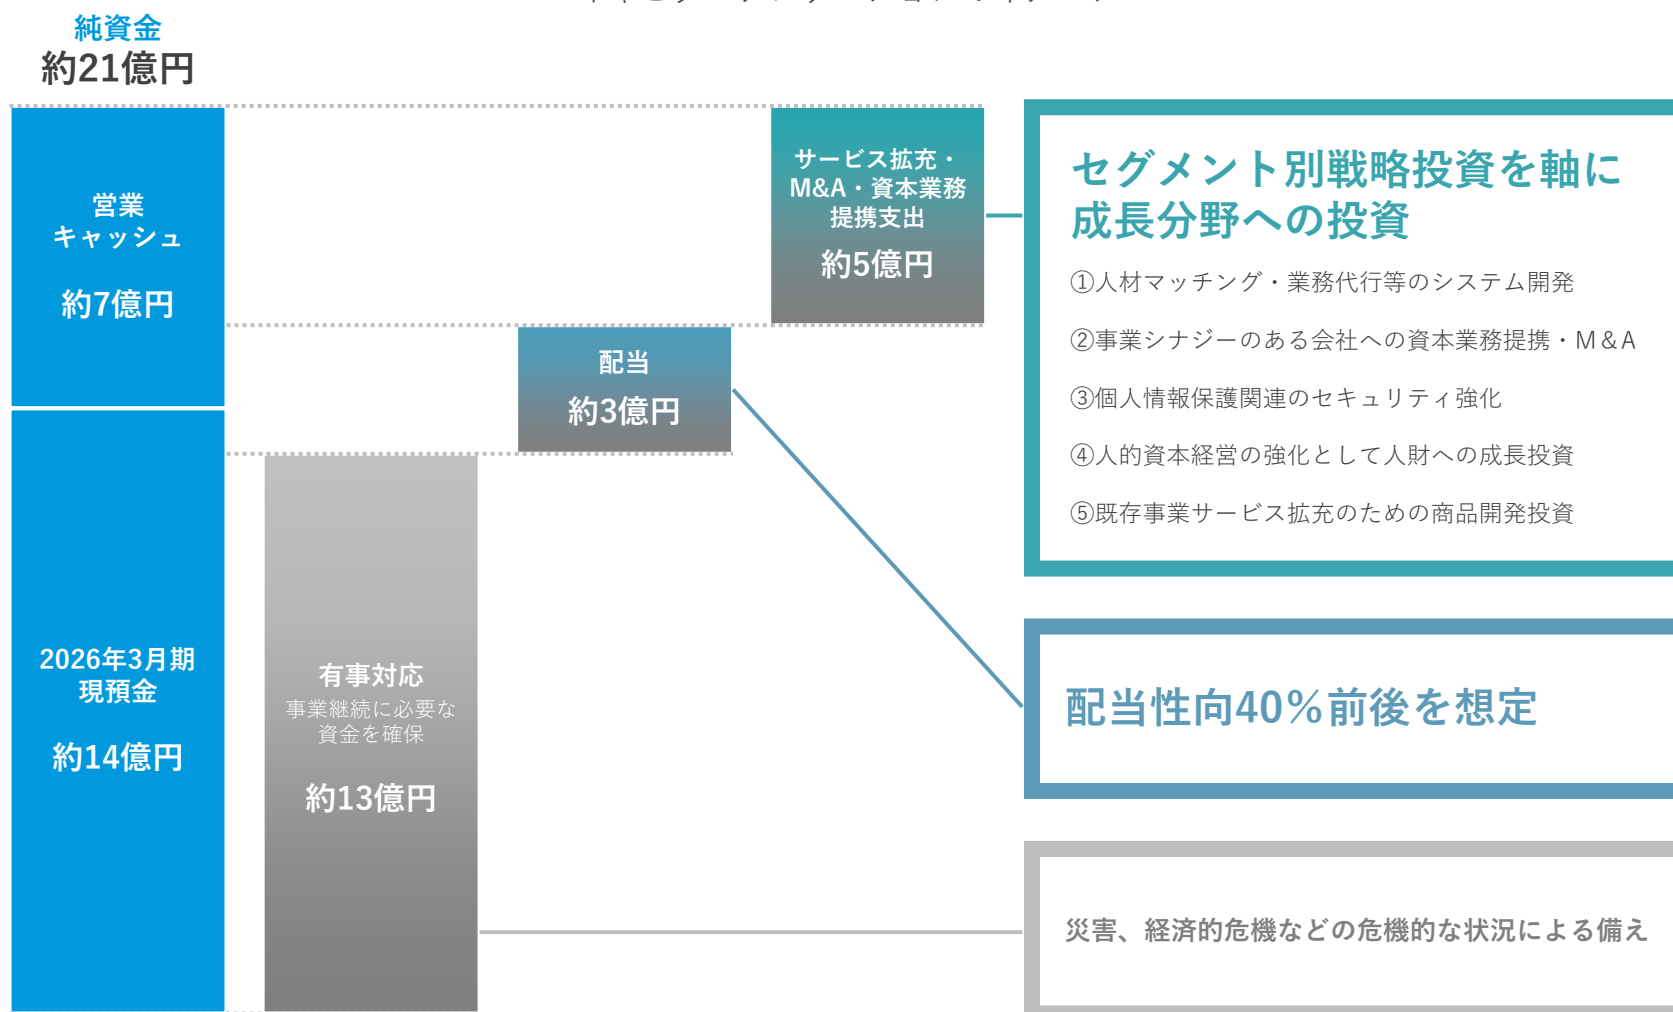 純資金
約21億円
営業
キャッシュ
約7億円
2026年3月期
現預金
約14億円
有事対応
事業継続に必要な
資金を確保
約13億円
配当
約3億円
サービス拡充・
M&A・資本業務
提携支出
約5億円
セグメント別戦略投資を軸に
成長分野への投資
①人材マッチング・業務代行等のシステム開発
②事業シナジーのある会社への資本業務提携・M&A
③個人情報保護関連のセキュリティ強化
④人的資本経営の強化として人財への成長投資
⑤既存事業サービス拡充のための商品開発投資
配当性向40%前後を想定
災害、経済的危機などの危機的な状況による備え